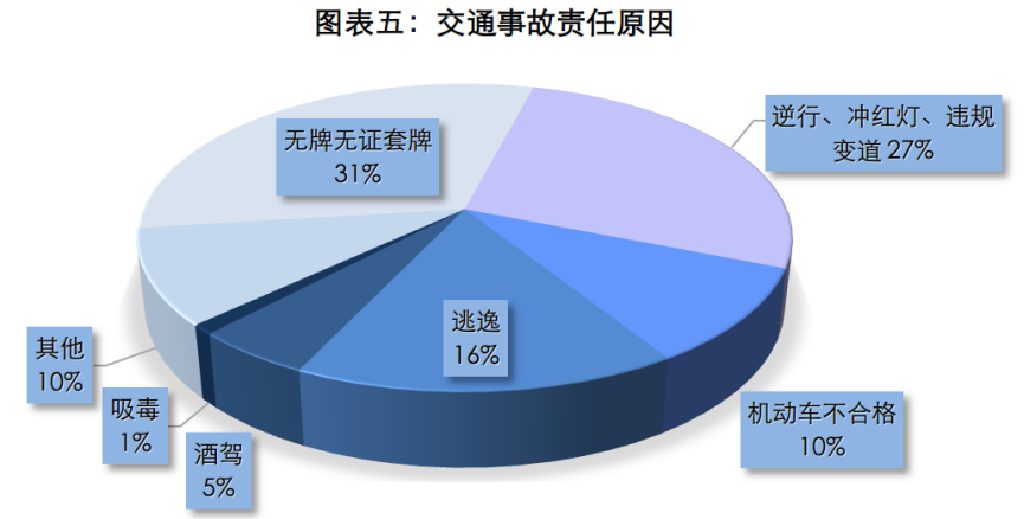 图表五：交通事故责任原因
无牌无证套牌
31%
逆行、冲红灯、违规
变道 27%
逃逸
16%
其他
10%
吸毒
1%
酒驾
5%
机动车不合格
10%